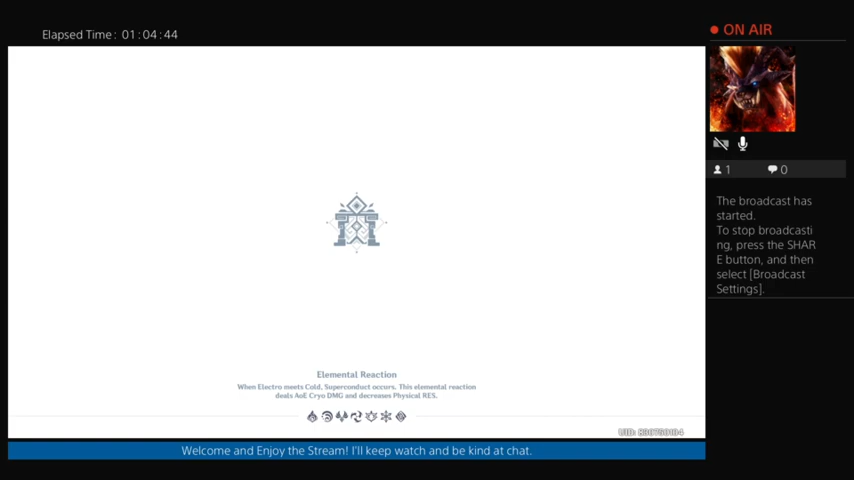 Elapsed Time: 01:04:44
ON AIR
1
0
The broadcast has
started.
To stop broadcasti
ng, press the SHAR
E button, and then
select [Broadcast
Settings].
Elemental Reaction
When Electro meets Cold, Superconduct occurs. This elemental reaction
deals AoE Cryo DMG and decreases Physical RES.
Welcome and Enjoy the Stream! I'll keep watch and be kind at chat.